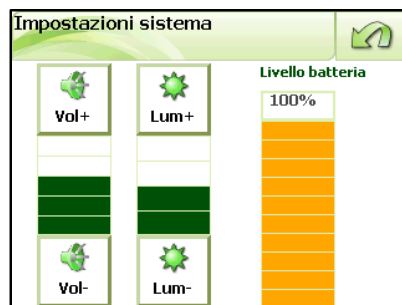 Impostazioni sistema
Livello batteria
Vol+ Lum+ 100%
Vol- Lum-